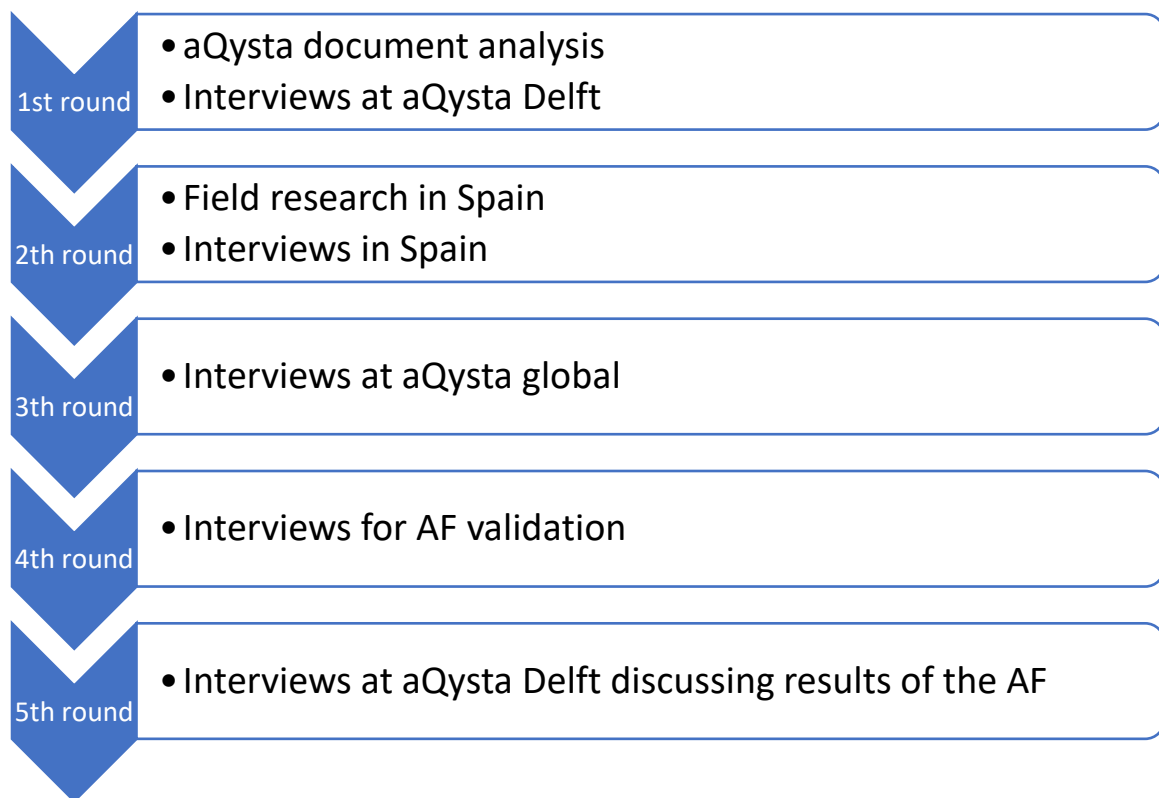 1st round
• aQysta document analysis
• Interviews at aQysta Delft
2th round
• Field research in Spain
• Interviews in Spain
3th round
• Interviews at aQysta global
4th round
• Interviews for AF validation
5th round
• Interviews at aQysta Delft discussing results of the AF